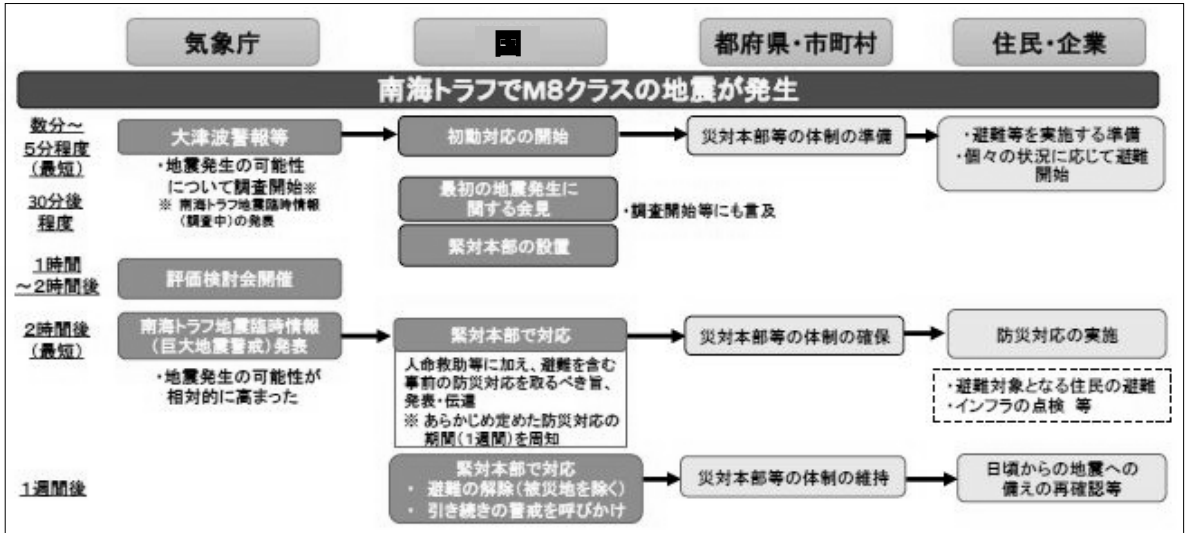 気象庁
国
都府県・市町村
住民・企業
南海トラフでM8クラスの地震が発生
数分～
5分程度
(最短)
大津波警報等
・地震発生の可能性
について調査開始※
※ 南海トラフ地震臨時情報
(調査中)の発表
初動対応の開始
災対本部等の体制の準備
・避難等を実施する準備
・個々の状況に応じて避難
開始
30分後
程度
最初の地震発生に
関する会見
・調査開始等にも言及
緊対本部の設置
1時間
～2時間後
評価検討会開催
2時間後
(最短)
南海トラフ地震臨時情報
(巨大地震警戒)発表
・地震発生の可能性が
相対的に高まった
緊対本部で対応
人命救助等に加え、避難を含む
事前の防災対応を取るべき旨、
発表・伝達
※ あらかじめ定めた防災対応の
期間(1週間)を周知
災対本部等の体制の確保
防災対応の実施
・避難対象となる住民の避難
・インフラの点検 等
1週間後
緊対本部で対応
・ 避難の解除(被災地を除く)
・ 引き続きの警戒を呼びかけ
災対本部等の体制の維持
日頃からの地震への
備えの再確認等